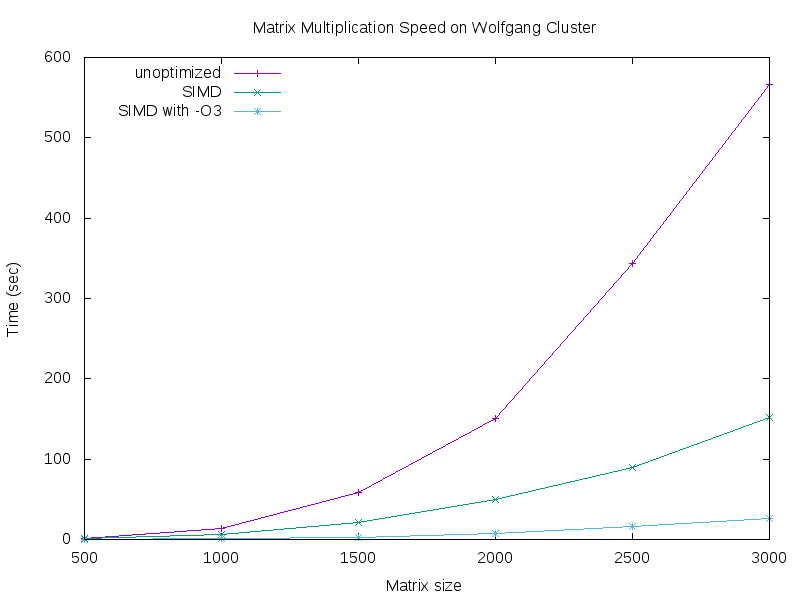 Matrix Multiplication Speed on Wolfgang Cluster
unoptimized
SIMD
SIMD with -O3
600
500
400
300
200
100
0
Time (sec)
500 1000 1500 2000 2500 3000
Matrix size